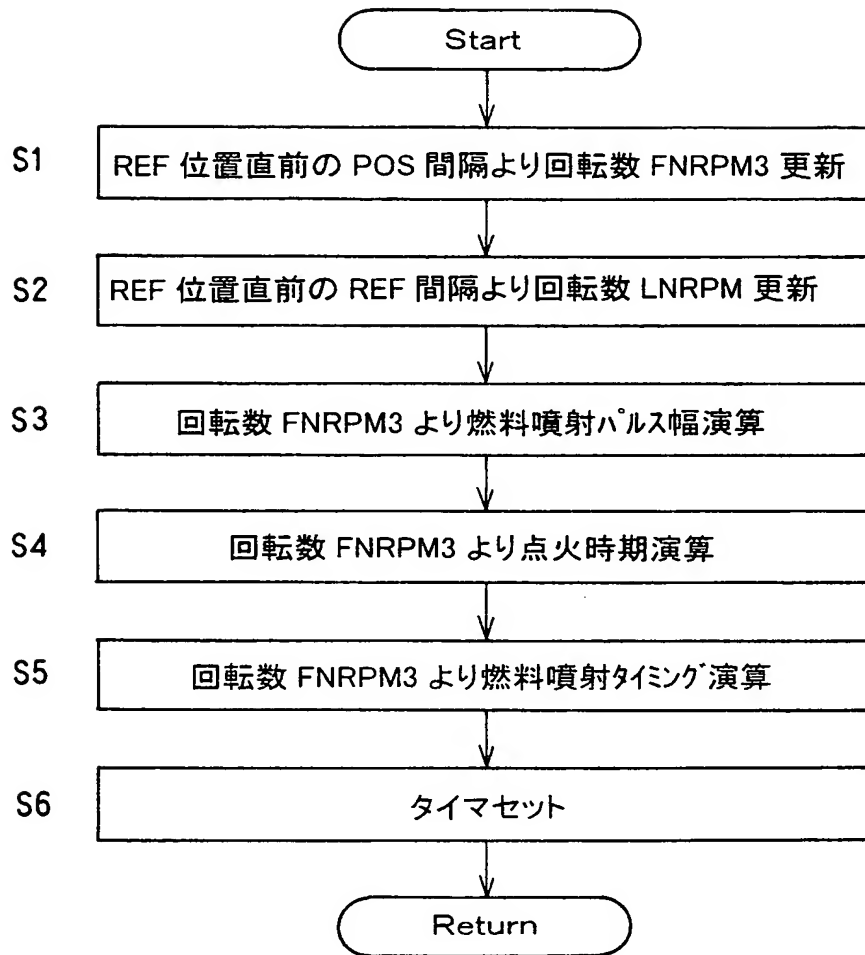 Start
S1 REF 位置直前の POS 間隔より回転数 FNRPM3 更新
S2 REF 位置直前の REF 間隔より回転数 LNRPM 更新
S3 回転数 FNRPM3 より燃料噴射ﾊﾟﾙｽ幅演算
S4 回転数 FNRPM3 より点火時期演算
S5 回転数 FNRPM3 より燃料噴射ﾀｲﾐﾝｸﾞ演算
S6 タイマセット
Return